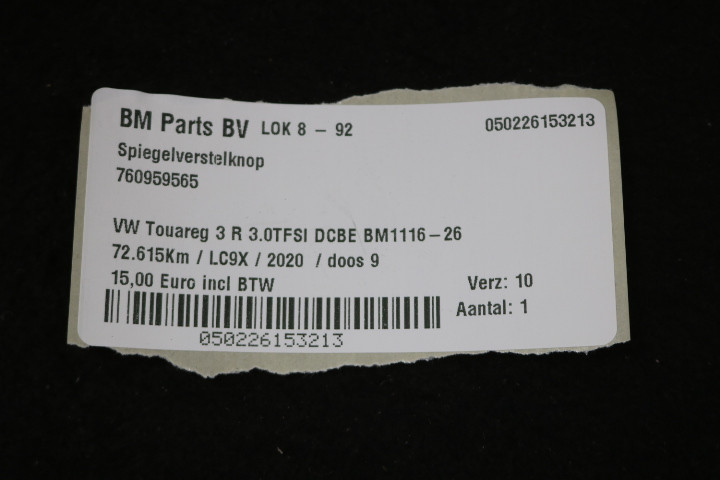 BM Parts BV LOK 8 - 92 050226153213
Spiegelverstelknop
760959565
VW Touareg 3 R 3.0TFSI DCBE BM1116-26
72.615Km / LC9X / 2020 / doos 9
15,00 Euro incl BTW Verz: 10
Aantal: 1
050226153213